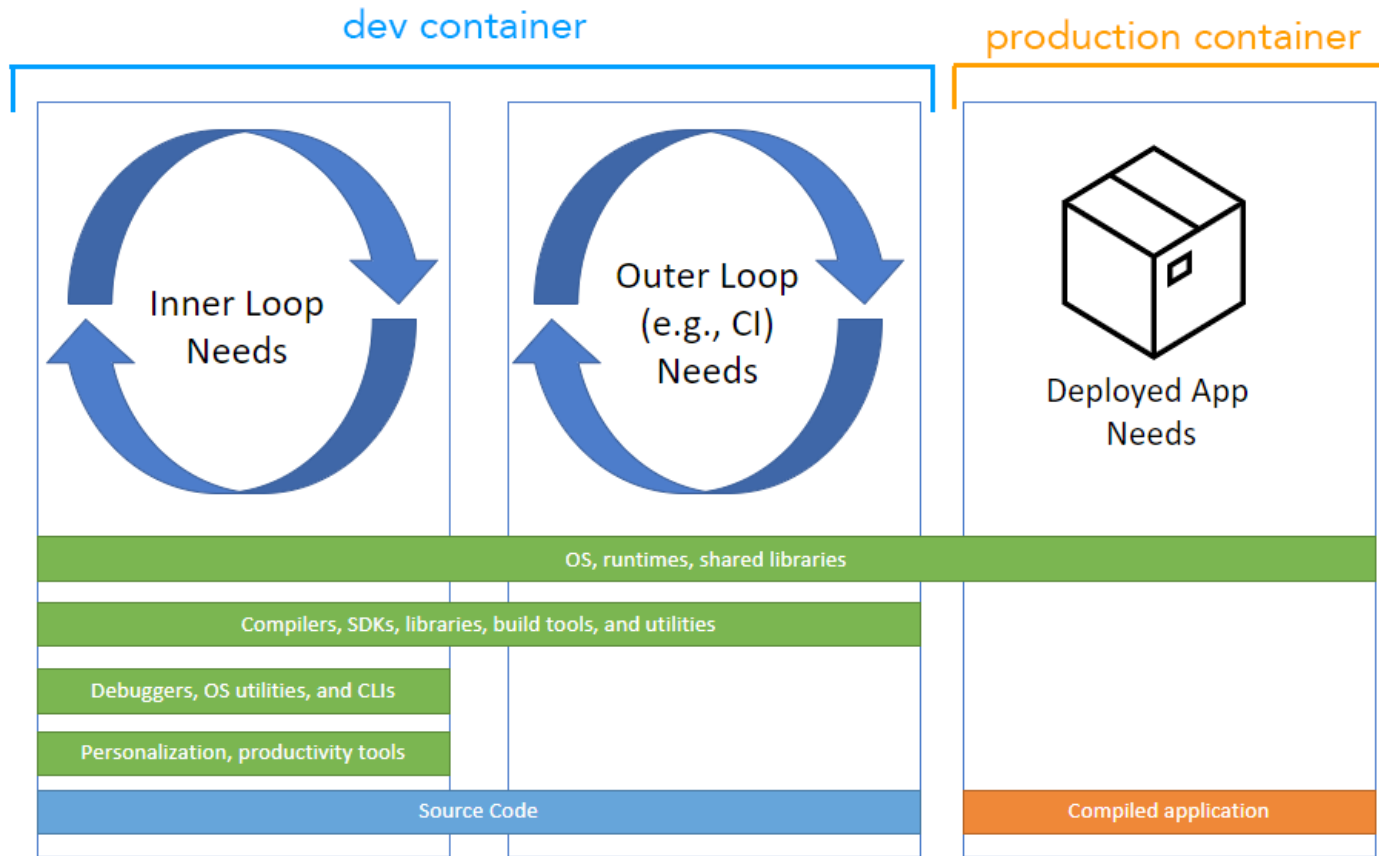 dev container
production container
Inner Loop
Needs
Outer Loop
(e.g., CI)
Needs
Deployed App
Needs
OS, runtimes, shared libraries
Compilers, SDKs, libraries, build tools, and utilities
Debuggers, OS utilities, and CLIs
Personalization, productivity tools
Source Code
Compiled application